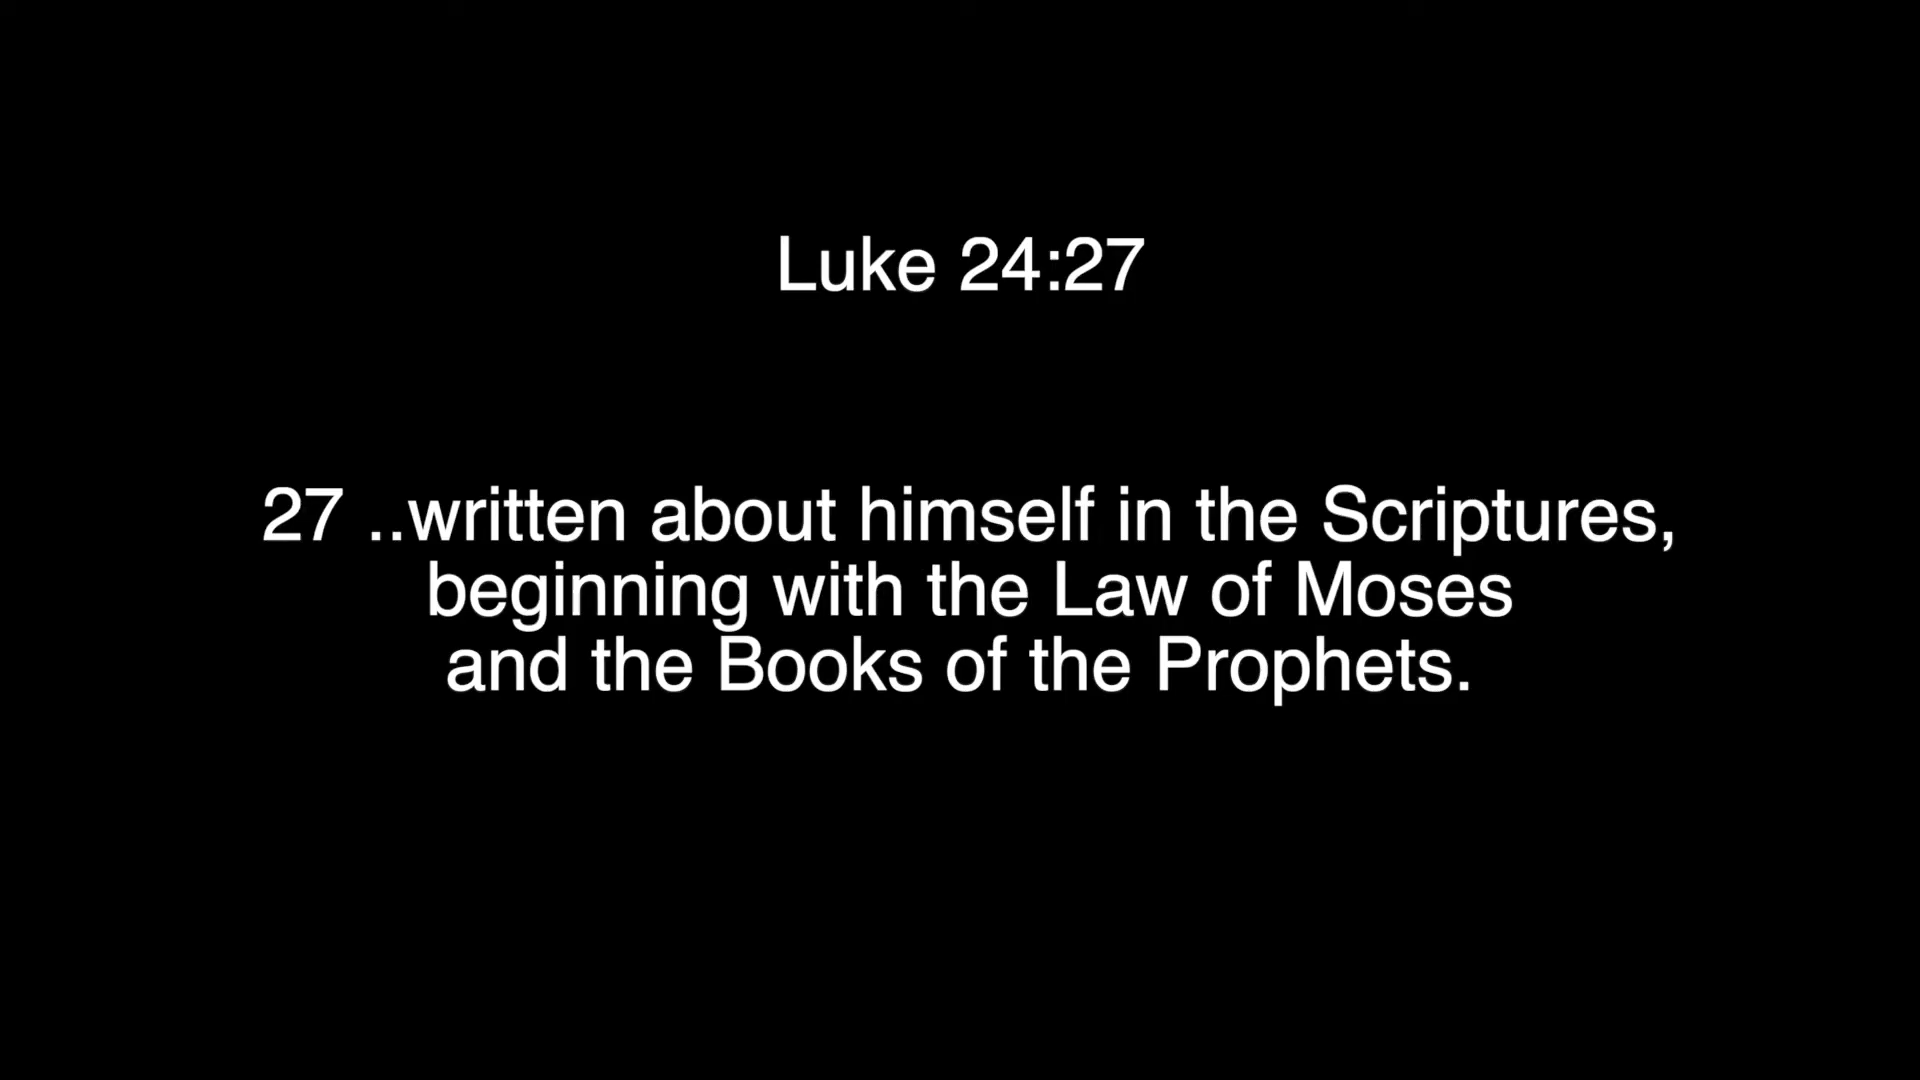 Luke 24:27
27 ..written about himself in the Scriptures,
beginning with the Law of Moses
and the Books of the Prophets.